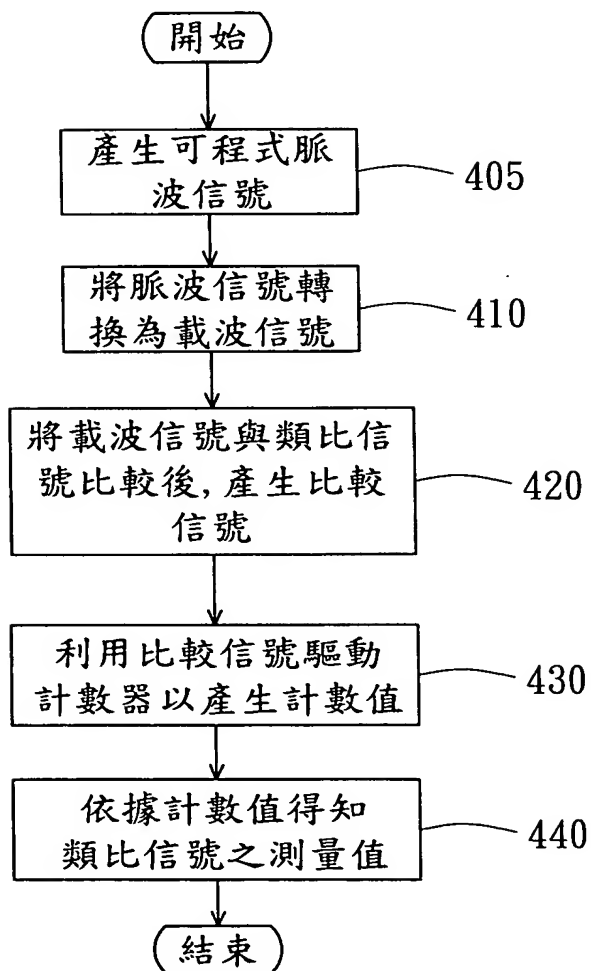 開始
產生可程式脈
波信號
405
將脈波信號轉
換為載波信號
410
將載波信號與類比信
號比較後,產生比較
信號
420
利用比較信號驅動
計數器以產生計數值
430
依據計數值得知
類比信號之測量值
440
結束